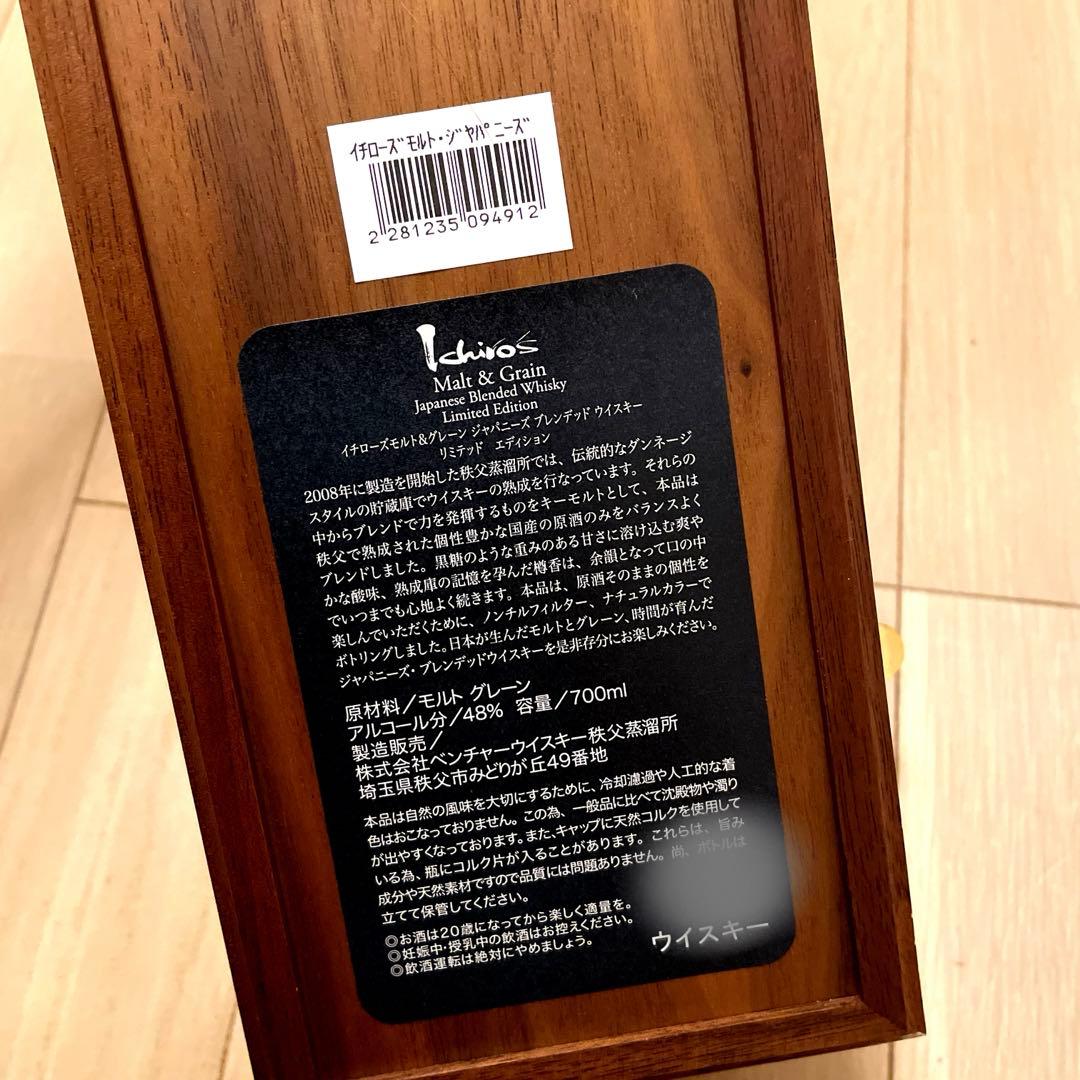 イチローズモルト・ジャパニーズ
2 281235 094912
Ichiro's
Malt & Grain
Japanese Blended Whisky
Limited Edition
イチローズモルト&グレーン ジャパニーズ ブレンデッド ウイスキー
リミテッド エディション
2008年に製造を開始した秩父蒸溜所では、伝統的なダンネージ
スタイルの貯蔵庫でウイスキーの熟成を行なっています。それらの
中からブレンドで力を発揮するものをキーモルトとして、本品は
秩父で熟成された個性豊かな国産の原酒のみをバランスよく
ブレンドしました。黒糖のような重みのある甘さに溶け込む爽や
かな酸味、熟成庫の記憶を孕んだ樽香は、余韻となって口の中
でいつまでも心地よく続きます。本品は、原酒そのままの個性を
楽しんでいただくために、ノンチルフィルター、ナチュラルカラーで
ボトリングしました。日本が生んだモルトとグレーン、時間が育んだ
ジャパニーズ・ブレンデッドウイスキーを是非存分にお楽しみください。
原材料／モルト グレーン
アルコール分／48% 容量／700ml
製造販売／
株式会社ベンチャーウイスキー秩父蒸溜所
埼玉県秩父市みどりが丘49番地
本品は自然の風味を大切にするために、冷却濾過や人工的な着
色はおこなっておりません。この為、一般品に比べて沈殿物や濁り
が出やすくなっております。また、キャップに天然コルクを使用して
いる為、瓶にコルク片が入ることがあります。これらは、旨み
成分や天然素材ですので品質には問題ありません。尚、ボトルは
立てて保管してください。
◎お酒は20歳になってから楽しく適量を。
◎妊娠中・授乳中の飲酒はお控えください。
◎飲酒運転は絶対にやめましょう。
ウイスキー